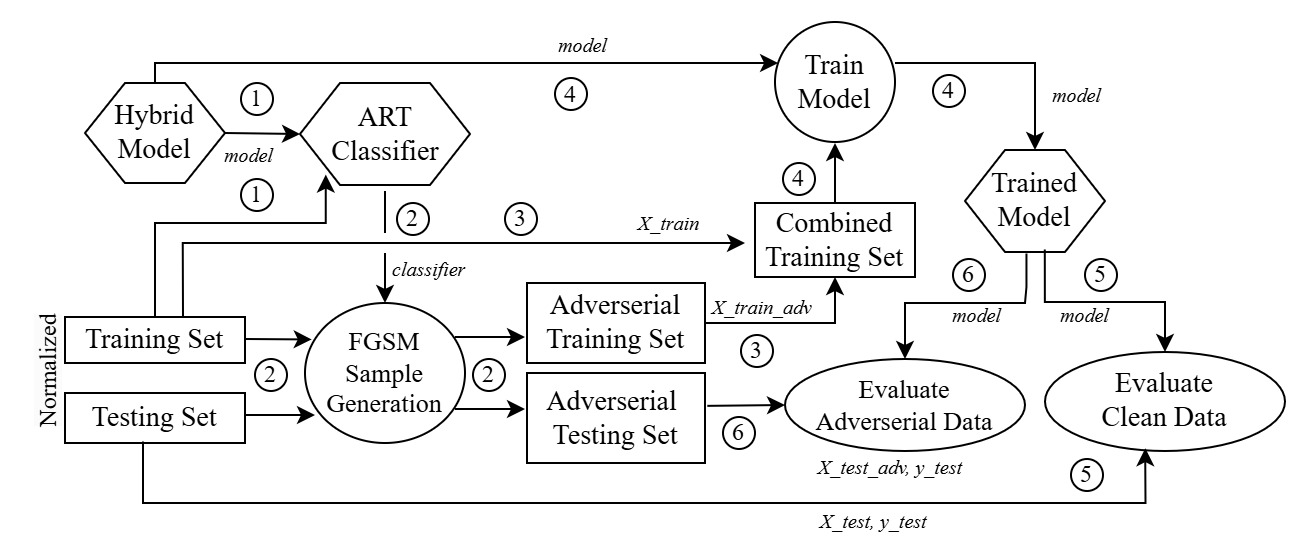 model
④
Train
Model
④
model
Hybrid
Model
①
model
①
ART
Classifier
②
③
X_train
④
Combined
Training Set
Trained
Model
classifier
Normalized
Training Set
②
Testing Set
FGSM
Sample
Generation
②
Adverserial
Training Set
X_train_adv
③
Adverserial
Testing Set
⑥
⑥
model
⑤
model
Evaluate
Adverserial Data
X_test_adv, y_test
Evaluate
Clean Data
⑤
X_test, y_test